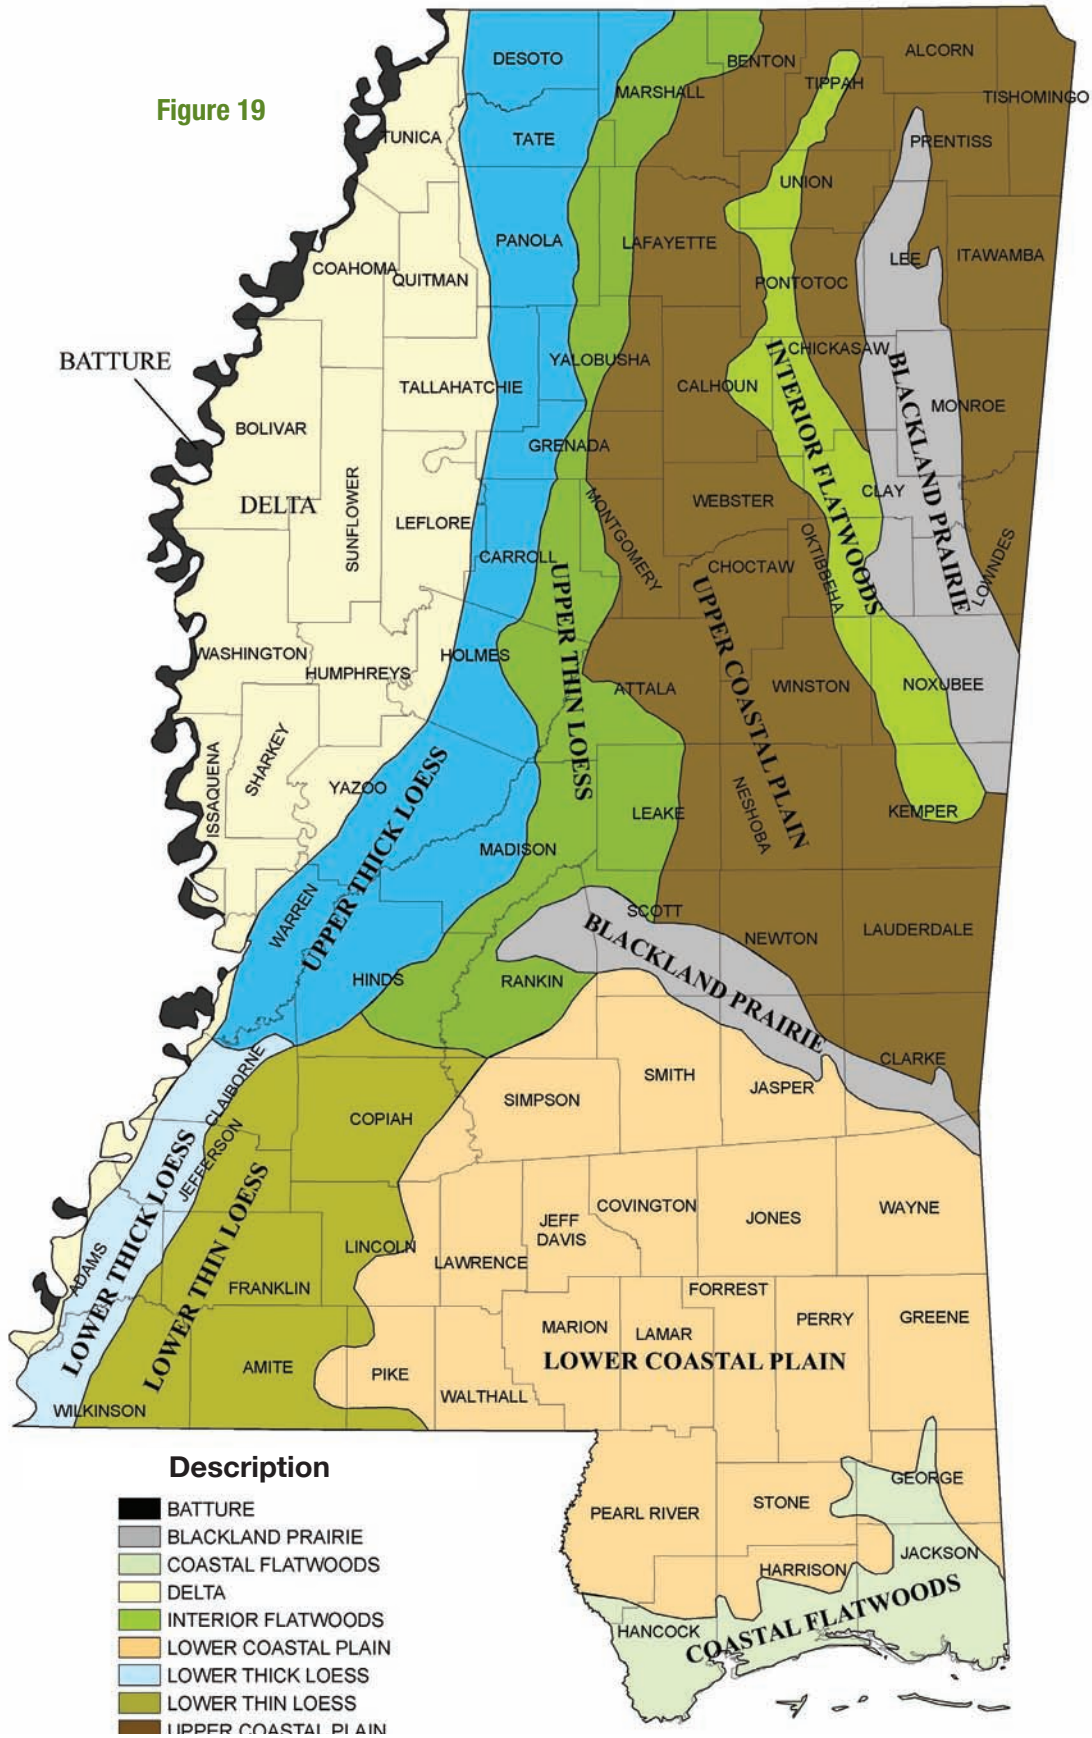 Figure 19
DESOTO
BENTON
ALCORN
MARSHALL
TIPPAH
TISHOMINGO
TUNICA
TATE
PRENTISS
UNION
PANOLA
LAFAYETTE
LEE
ITAWAMBA
COAHOMA
QUITMAN
PONTOTOC
BATTURE
YALOBUSHA
CHICKASAW
TALLAHATCHIE
CALHOUN
MONROE
BOLIVAR
GRENADA
INTERIOR FLATWOODS
BLACKLAND PRAIRIE
DELTA
SUNFLOWER
LEFLORE
MONTGOMERY
WEBSTER
CLAY
CARROLL
CHOCTAW
OKTIBBEHA
LOWNDES
UPPER THIN LOESS
UPPER COASTAL PLAIN
WASHINGTON
HUMPHREYS
HOLMES
ATTALA
WINSTON
NOXUBEE
ISSAQUENA
SHARKEY
YAZOO
UPPER THICK LOESS
LEAKE
NESHOBA
KEMPER
MADISON
WARREN
SCOTT
NEWTON
LAUDERDALE
BLACKLAND PRAIRIE
HINDS
RANKIN
CLARKE
CLAIBORNE
SIMPSON
SMITH
JASPER
COPIAH
JEFFERSON
LOWER THICK LOESS
LOWER THIN LOESS
ADAMS
LINCOLN
LAWRENCE
JEFF
DAVIS
COVINGTON
JONES
WAYNE
FRANKLIN
FORREST
MARION
LAMAR
PERRY
GREENE
LOWER COASTAL PLAIN
AMITE
PIKE
WALTHALL
WILKINSON
GEORGE
PEARL RIVER
STONE
HARRISON
JACKSON
HANCOCK
COASTAL FLATWOODS
Description
BATTURE
BLACKLAND PRAIRIE
COASTAL FLATWOODS
DELTA
INTERIOR FLATWOODS
LOWER COASTAL PLAIN
LOWER THICK LOESS
LOWER THIN LOESS
UPPER COASTAL PLAIN